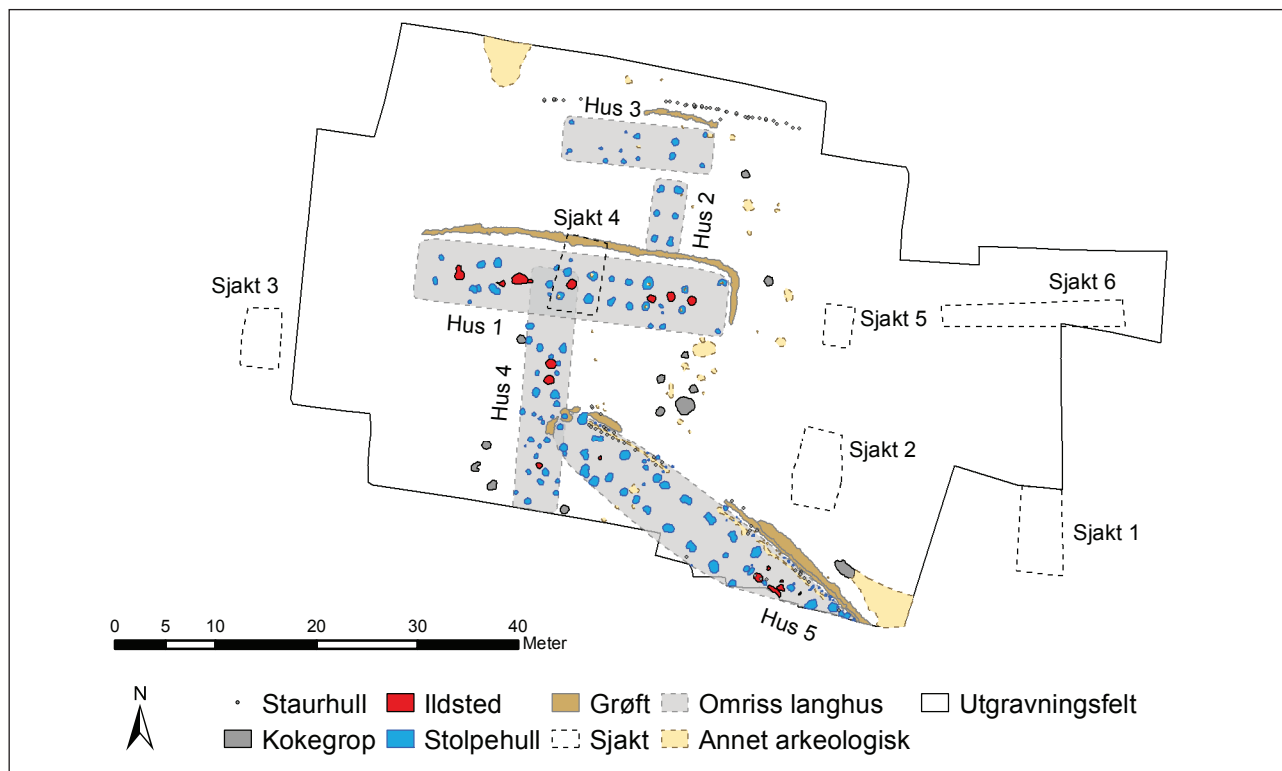 Hus 3
Hus 2
Sjakt 4
Sjakt 3
Sjakt 6
Sjakt 5
Hus 1
Hus 4
Sjakt 2
Sjakt 1
Hus 5
0 5 10 20 30 40
Meter
N
Staurhull Ildsted Grøft Omriss langhus Utgravningsfelt
Kokegrop Stolpehull Sjakt Annet arkeologisk